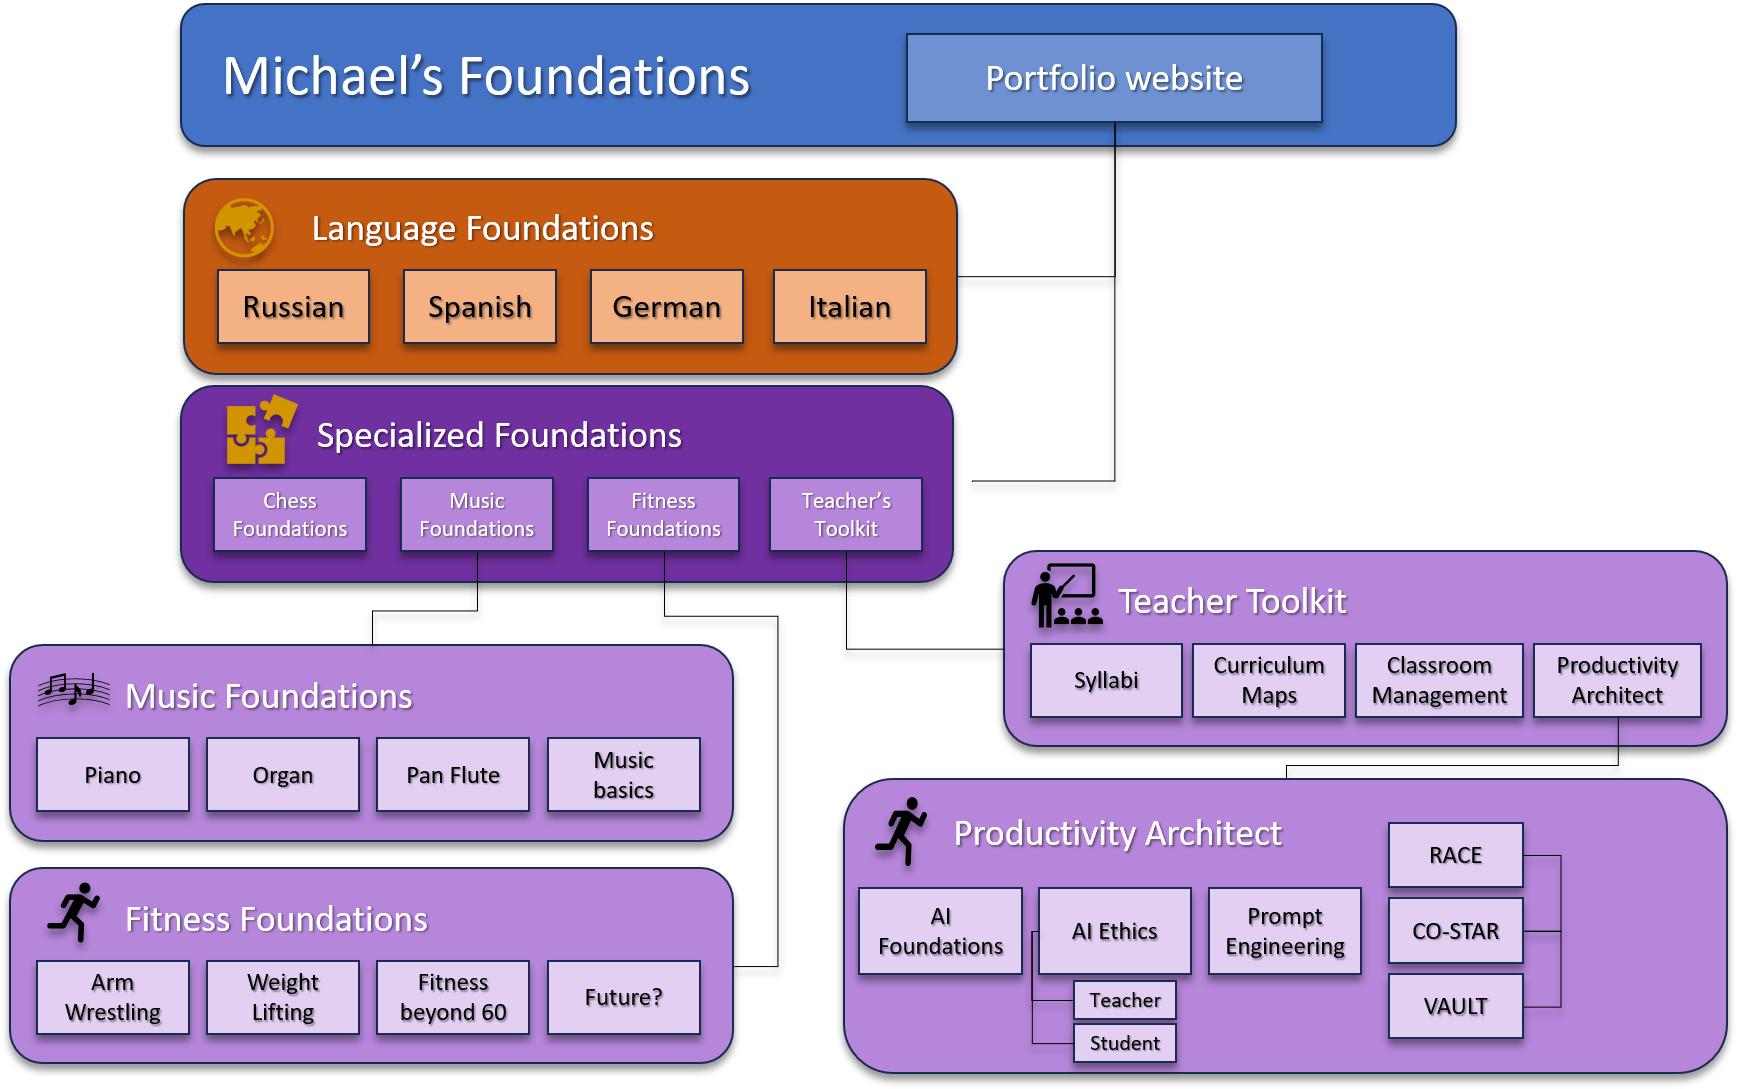 Michael’s Foundations
Portfolio website
Language Foundations
Russian
Spanish
German
Italian
Specialized Foundations
Chess
Foundations
Music
Foundations
Fitness
Foundations
Teacher’s
Toolkit
Teacher Toolkit
Syllabi
Curriculum
Maps
Classroom
Management
Productivity
Architect
Music Foundations
Piano
Organ
Pan Flute
Music
basics
Fitness Foundations
Arm
Wrestling
Weight
Lifting
Fitness
beyond 60
Future?
Productivity Architect
AI
Foundations
AI Ethics
Teacher
Student
Prompt
Engineering
RACE
CO-STAR
VAULT